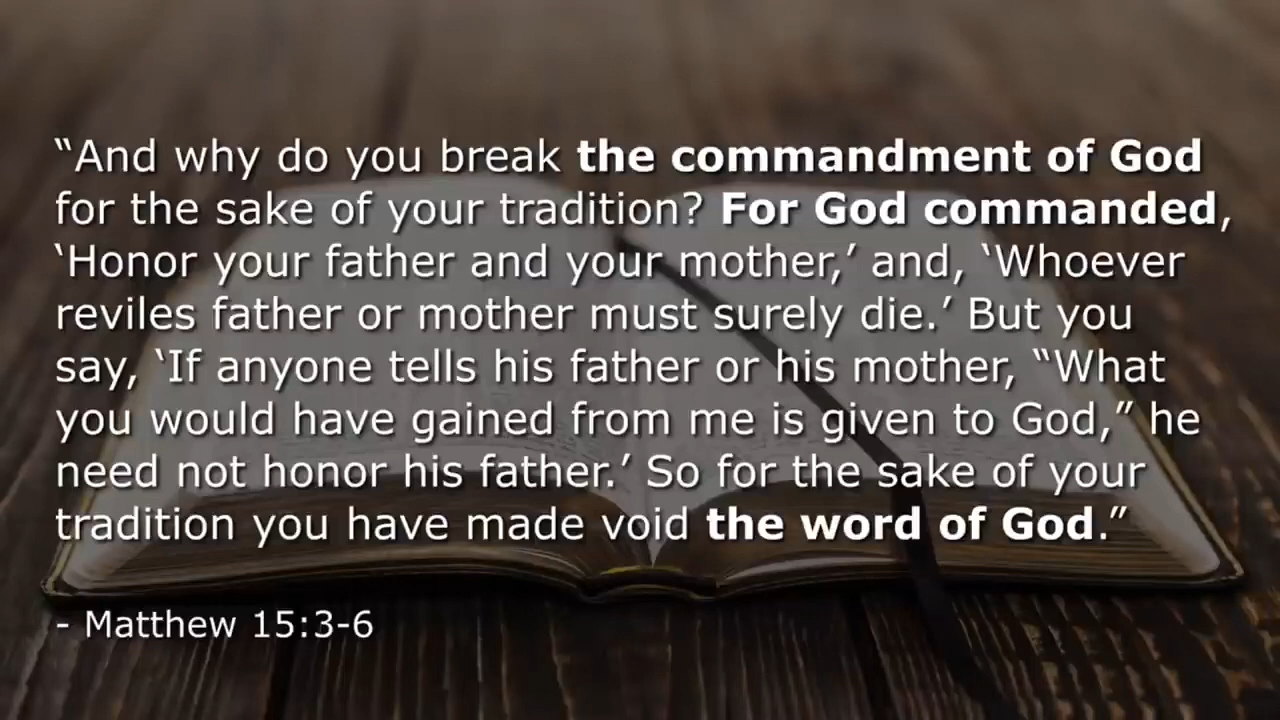 “And why do you break the commandment of God
for the sake of your tradition? For God commanded,
‘Honor your father and your mother,’ and, ‘Whoever
reviles father or mother must surely die.’ But you
say, ‘If anyone tells his father or his mother, “What
you would have gained from me is given to God,” he
need not honor his father.’ So for the sake of your
tradition you have made void the word of God.”
- Matthew 15:3-6